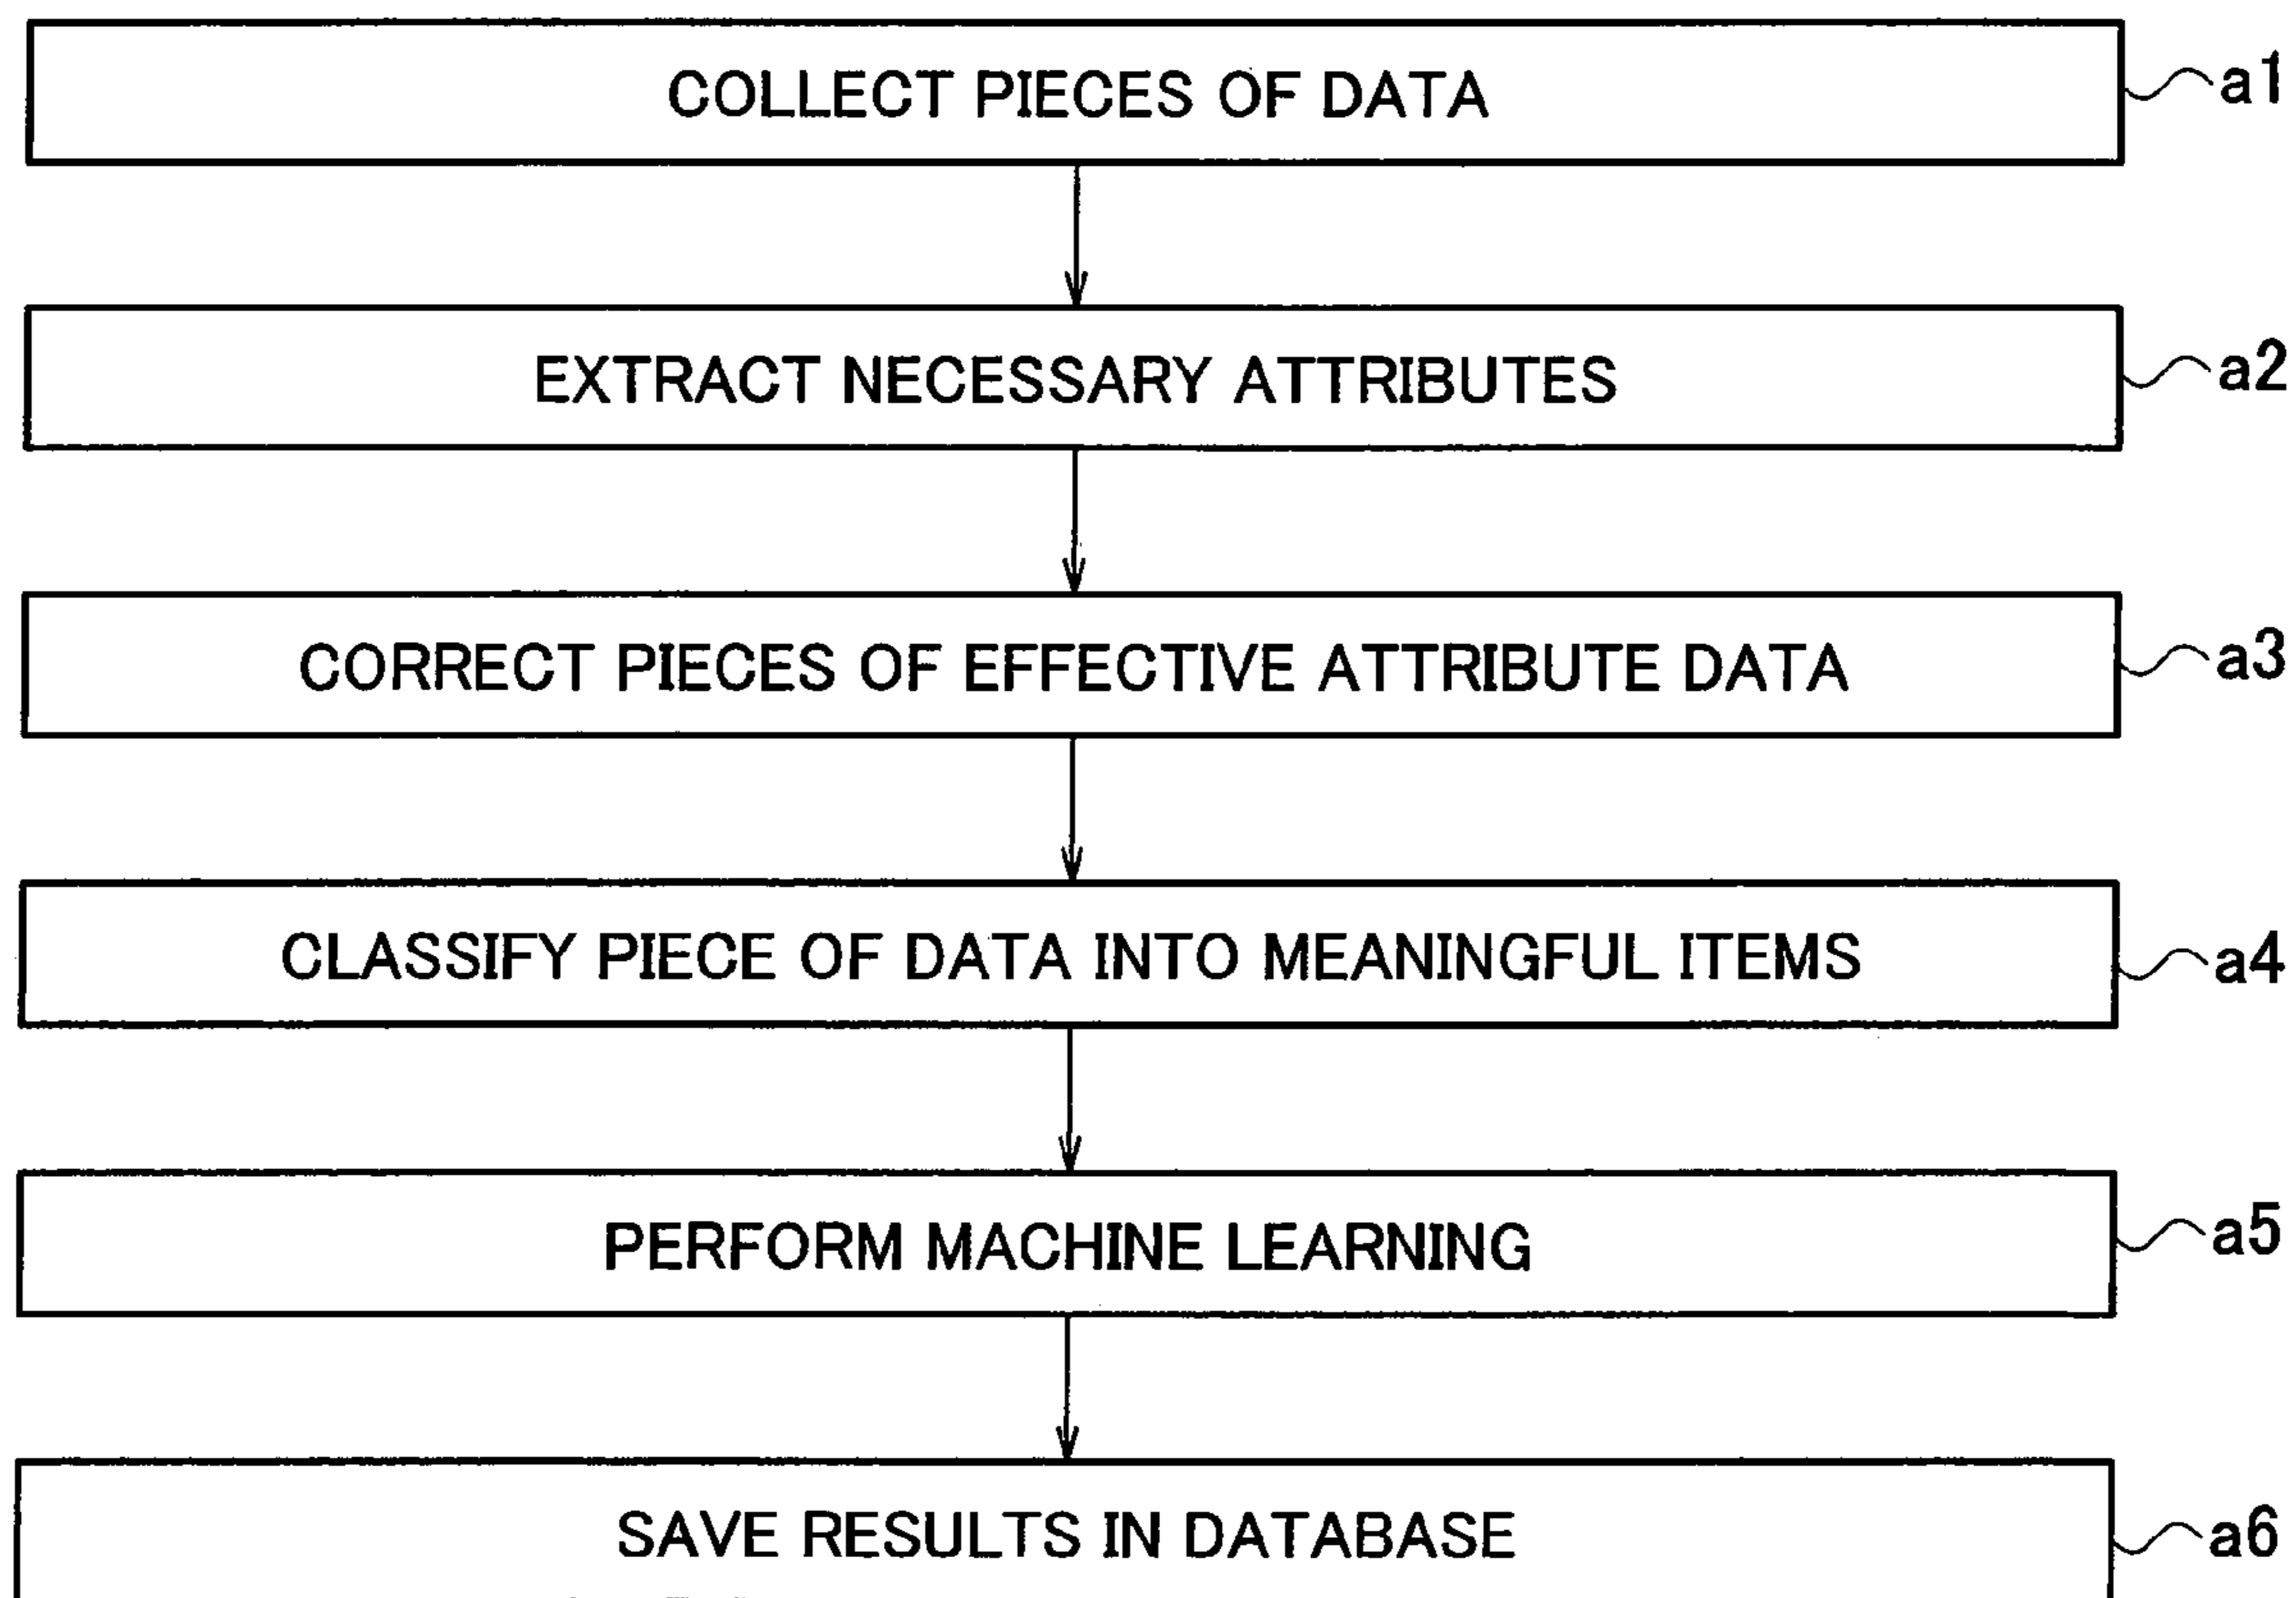 COLLECT PIECES OF DATA a1
EXTRACT NECESSARY ATTRIBUTES a2
CORRECT PIECES OF EFFECTIVE ATTRIBUTE DATA a3
CLASSIFY PIECE OF DATA INTO MEANINGFUL ITEMS a4
PERFORM MACHINE LEARNING a5
SAVE RESULTS IN DATABASE a6